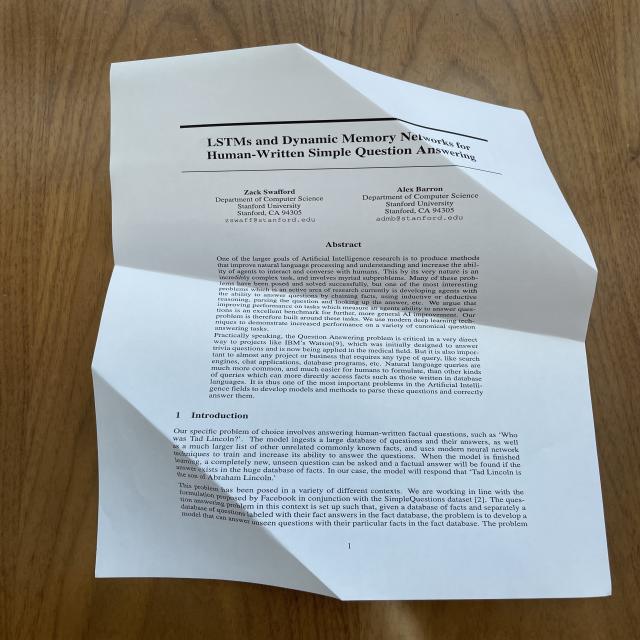 LSTMs and Dynamic Memory Networks for
Human-Written Simple Question Answering
Zack Swafford
Department of Computer Science
Stanford University
Stanford, CA 94305
zswaff@stanford.edu
Alex Barron
Department of Computer Science
Stanford University
Stanford, CA 94305
admb@stanford.edu
Abstract
One of the larger goals of Artificial Intelligence research is to produce methods
that improve natural language processing and understanding and increase the abil-
ity of agents to interact and converse with humans. This by its very nature is an
incredibly complex task, and involves myriad subproblems. Many of these prob-
lems have been posed and solved successfully, but one of the most interesting
problems which is an active area of research currently is developing agents with
the ability to answer questions by chaining facts, using inductive or deductive
reasoning, parsing the question and looking up the answer, etc. We argue that
improving performance on tasks which measure an agents ability to answer ques-
tions is an excellent benchmark for further, more general AI improvement. Our
problem is therefore built around these tasks. We use modern deep learning tech-
niques to demonstrate increased performance on a variety of canonical question
answering tasks.
Practically speaking, the Question Answering problem is critical in a very direct
way to projects like IBM's Watson[9], which was initially designed to answer
trivia questions and is now being applied in the medical field. But it is also impor-
tant to almost any project or business that requires any type of query, like search
engines, chat applications, database programs, etc. Natural language queries are
much more common, and much easier for humans to formulate, than other kinds
of queries which can more directly access facts such as those written in database
languages. It is thus one of the most important problems in the Artificial Intelli-
gence fields to develop models and methods to parse these questions and correctly
answer them.
1 Introduction
Our specific problem of choice involves answering human-written factual questions, such as 'Who
was Tad Lincoln?'. The model ingests a large database of questions and their answers, as well
as a much larger list of other unrelated commonly known facts, and uses modern neural network
techniques to train and increase its ability to answer the questions. When the model is finished
learning, a completely new, unseen question can be asked and a factual answer will be found if the
answer exists in the huge database of facts. In our case, the model will respond that 'Tad Lincoln is
the son of Abraham Lincoln.'
This problem has been posed in a variety of different contexts. We are working in line with the
formulation proposed by Facebook in conjunction with the SimpleQuestions dataset [2]. The ques-
tion answering problem in this context is set up such that, given a database of facts and separately a
database of questions labeled with their fact answers in the fact database, the problem is to develop a
model that can answer unseen questions with their particular facts in the fact database. The problem
1